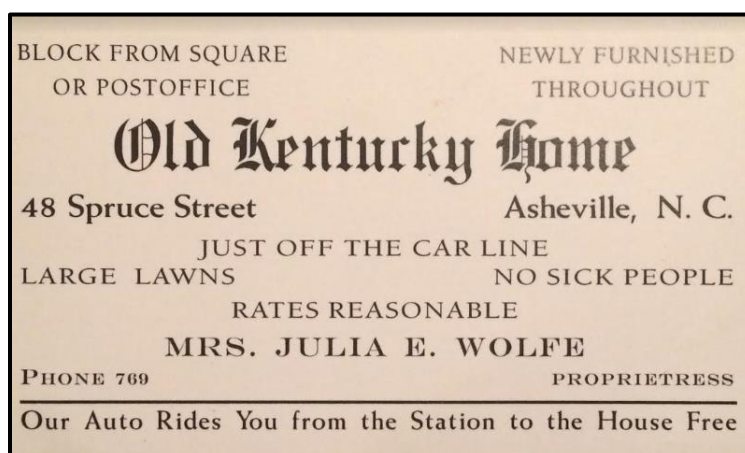 BLOCK FROM SQUARE NEWLY FURNISHED
OR POSTOFFICE THROUGHOUT
Old Kentucky Home
48 Spruce Street Asheville, N. C.
JUST OFF THE CAR LINE
LARGE LAWNS NO SICK PEOPLE
RATES REASONABLE
MRS. JULIA E. WOLFE
PHONE 769 PROPRIETRESS
Our Auto Rides You from the Station to the House Free